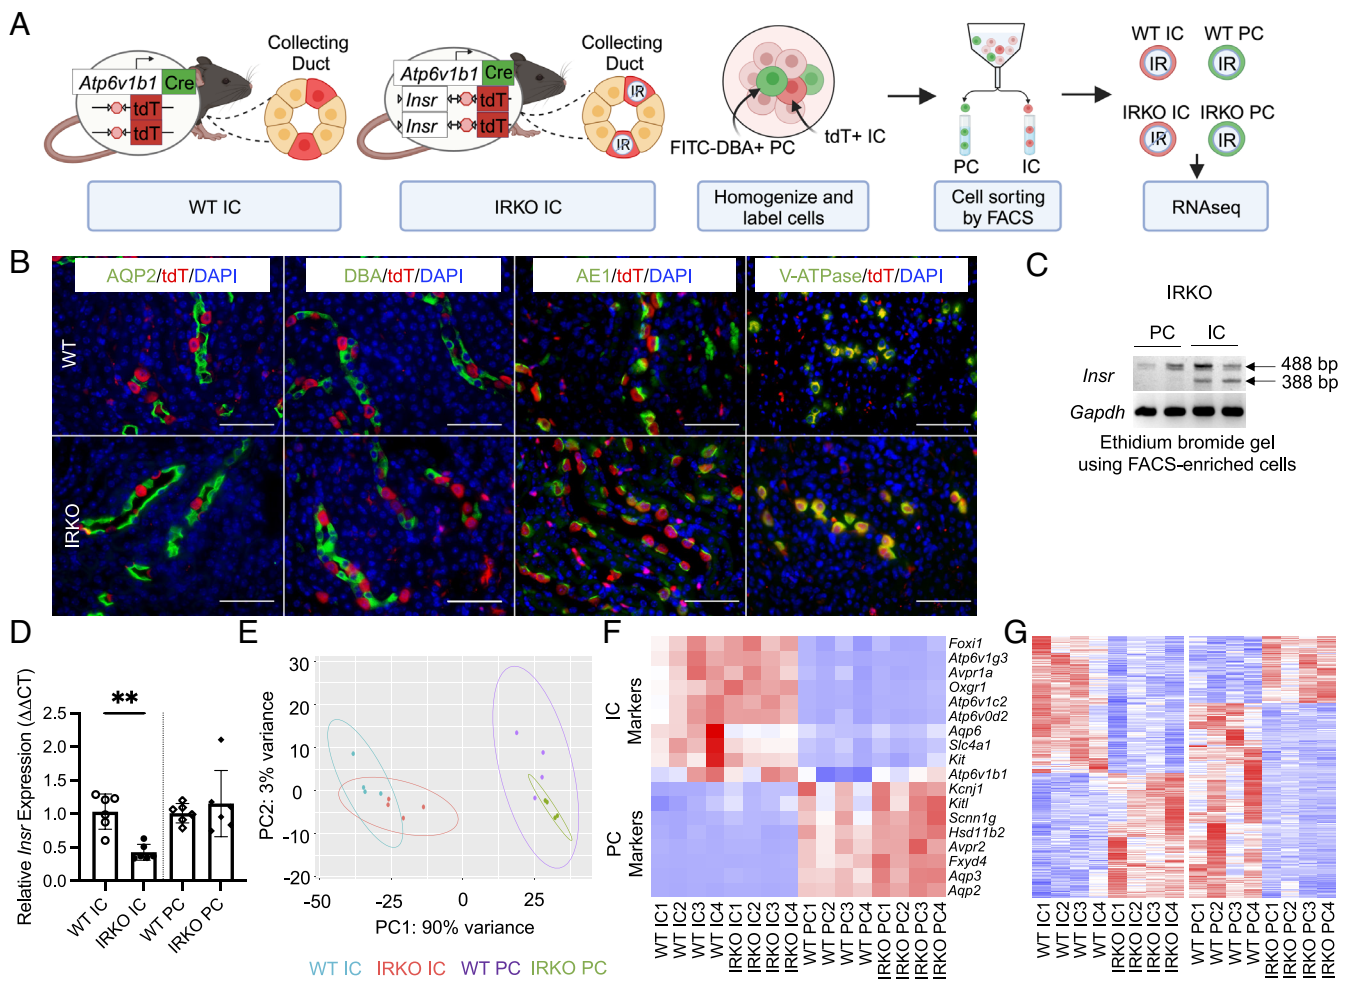 A
Atp6v1b1 Cre
tdT
tdT
Collecting
Duct
WT IC
Atp6v1b1 Cre
Insr tdT
Insr tdT
Collecting
Duct
IR
IR
IRKO IC
FITC-DBA+ PC
tdT+ IC
Homogenize and
label cells
PC IC
Cell sorting
by FACS
WT IC WT PC
IR IR
IRKO IC IRKO PC
IR IR
RNAseq
B
AQP2/tdT/DAPI DBA/tdT/DAPI AE1/tdT/DAPI V-ATPase/tdT/DAPI
WT
IRKO
C
IRKO
PC IC
Insr
488 bp
388 bp
Gapdh
Ethidium bromide gel
using FACS-enriched cells
D
Relative Insr Expression (ΔΔCT)
2.5
2.0
1.5
1.0
0.5
0.0
**
WT IC
IRKO IC
WT PC
IRKO PC
E
PC2: 3% variance
30
20
10
0
−10
−20
−50 −25 0 25
PC1: 90% variance
WT IC IRKO IC WT PC IRKO PC
F
IC
Markers
PC
Markers
Foxi1
Atp6v1g3
Avpr1a
Oxgr1
Atp6v1c2
Atp6v0d2
Aqp6
Slc4a1
Kit
Atp6v1b1
Kcnj1
Kitl
Scnn1g
Hsd11b2
Avpr2
Fxyd4
Aqp3
Aqp2
WT IC1
WT IC2
WT IC3
WT IC4
IRKO IC1
IRKO IC2
IRKO IC3
IRKO IC4
WT PC1
WT PC2
WT PC3
WT PC4
IRKO PC1
IRKO PC2
IRKO PC3
IRKO PC4
G
WT IC1
WT IC2
WT IC3
WT IC4
IRKO IC1
IRKO IC2
IRKO IC3
IRKO IC4
WT PC1
WT PC2
WT PC3
WT PC4
IRKO PC1
IRKO PC2
IRKO PC3
IRKO PC4